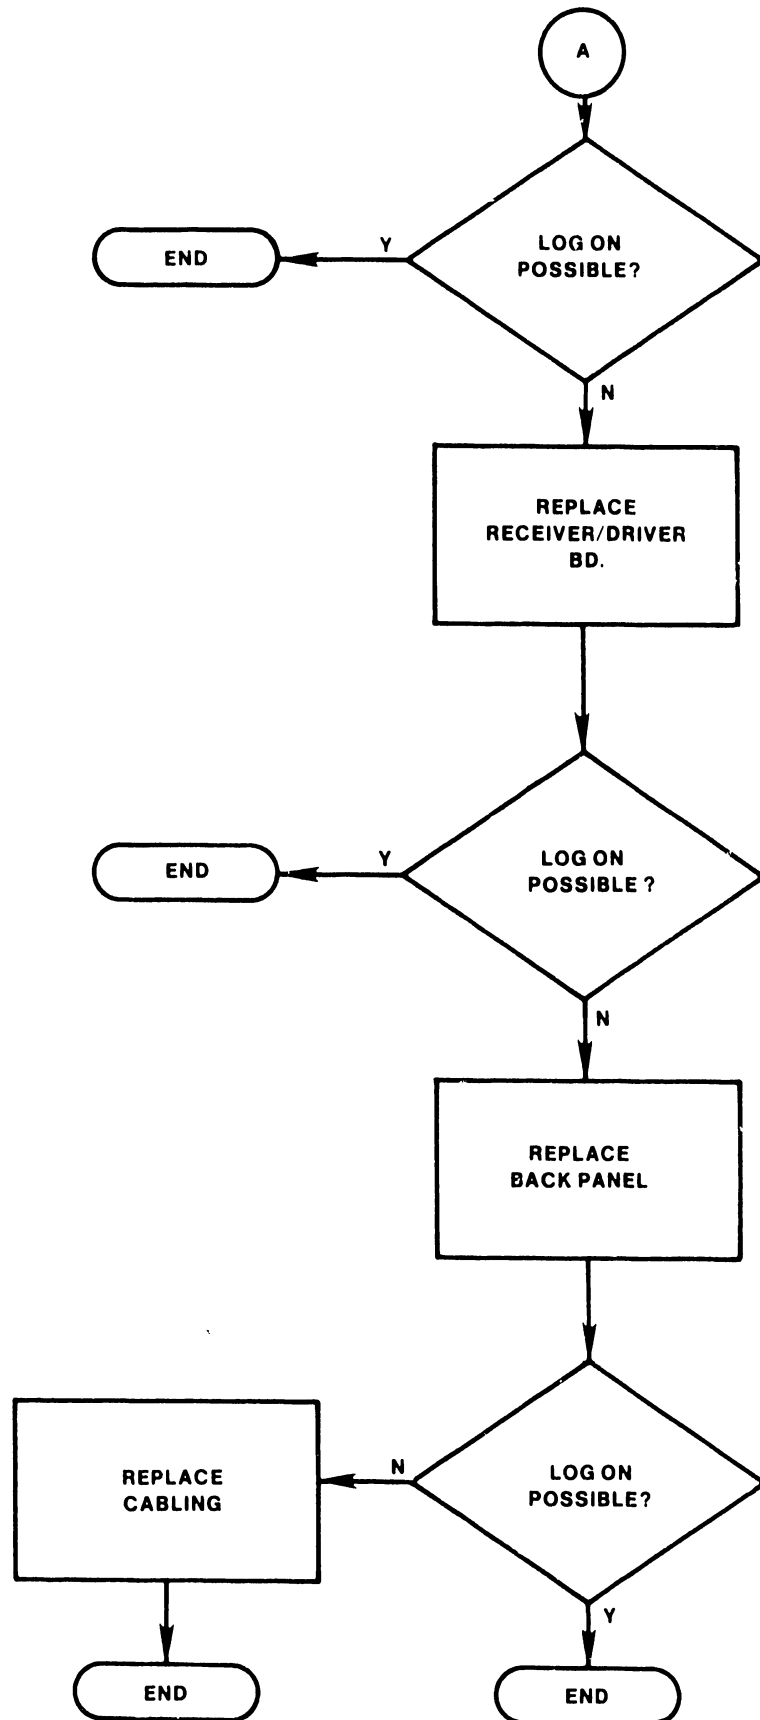 A
LOG ON
POSSIBLE?
Y
END
N
REPLACE
RECEIVER/DRIVER
BD.
LOG ON
POSSIBLE ?
Y
END
N
REPLACE
BACK PANEL
LOG ON
POSSIBLE?
N
REPLACE
CABLING
Y
END
END